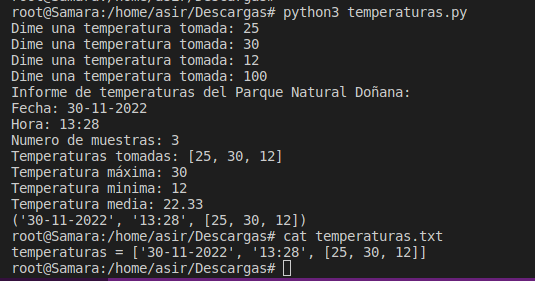 root@Samara:/home/asir/Descargas# python3 temperaturas.py
Dime una temperatura tomada: 25
Dime una temperatura tomada: 30
Dime una temperatura tomada: 12
Dime una temperatura tomada: 100
Informe de temperaturas del Parque Natural Doñana:
Fecha: 30-11-2022
Hora: 13:28
Numero de muestras: 3
Temperaturas tomadas: [25, 30, 12]
Temperatura máxima: 30
Temperatura minima: 12
Temperatura media: 22.33
('30-11-2022', '13:28', [25, 30, 12])
root@Samara:/home/asir/Descargas# cat temperaturas.txt
temperaturas = ['30-11-2022', '13:28', [25, 30, 12]]
root@Samara:/home/asir/Descargas#